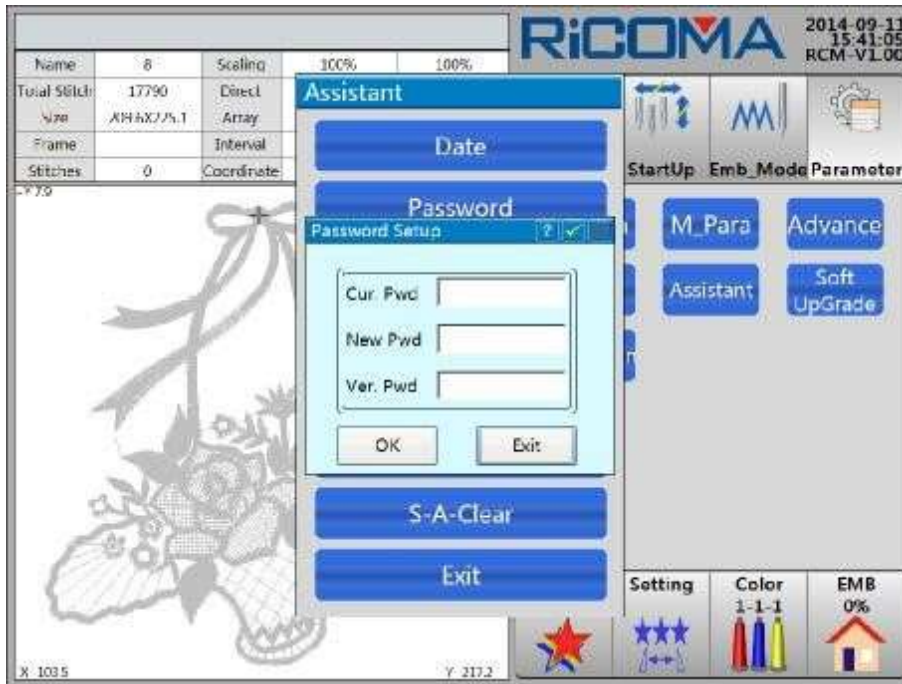 RiCOMA
2014-09-11
15:41:05
RCM-V1.00
Name 8 Scaling 100% 100%
Total Stitch 17790 Direct
Size Array
Frame Interval
Stitches 0 Coordinate
StartUp Emb_Mode Parameter
M_Para Advance
Assistant Soft
UpGrade
Assistant
Date
Password
Password Setup ?
Cur. Pwd
New Pwd
Ver. Pwd
OK Exit
S-A-Clear
Exit
Setting Color EMB
1-1-1 0%
X 103.5 Y 217.2